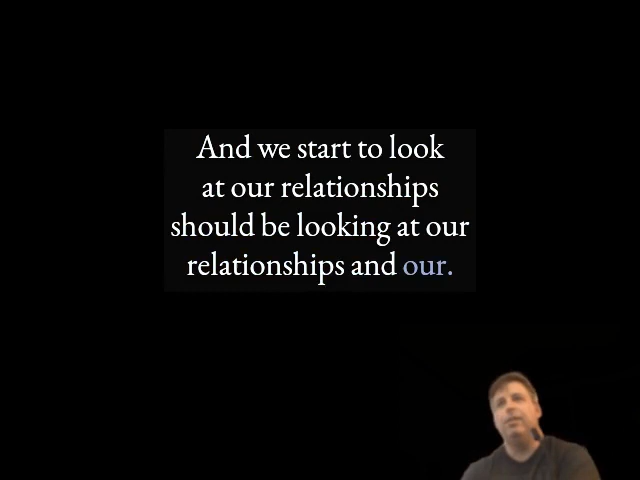 And we start to look
at our relationships
should be looking at our
relationships and our.